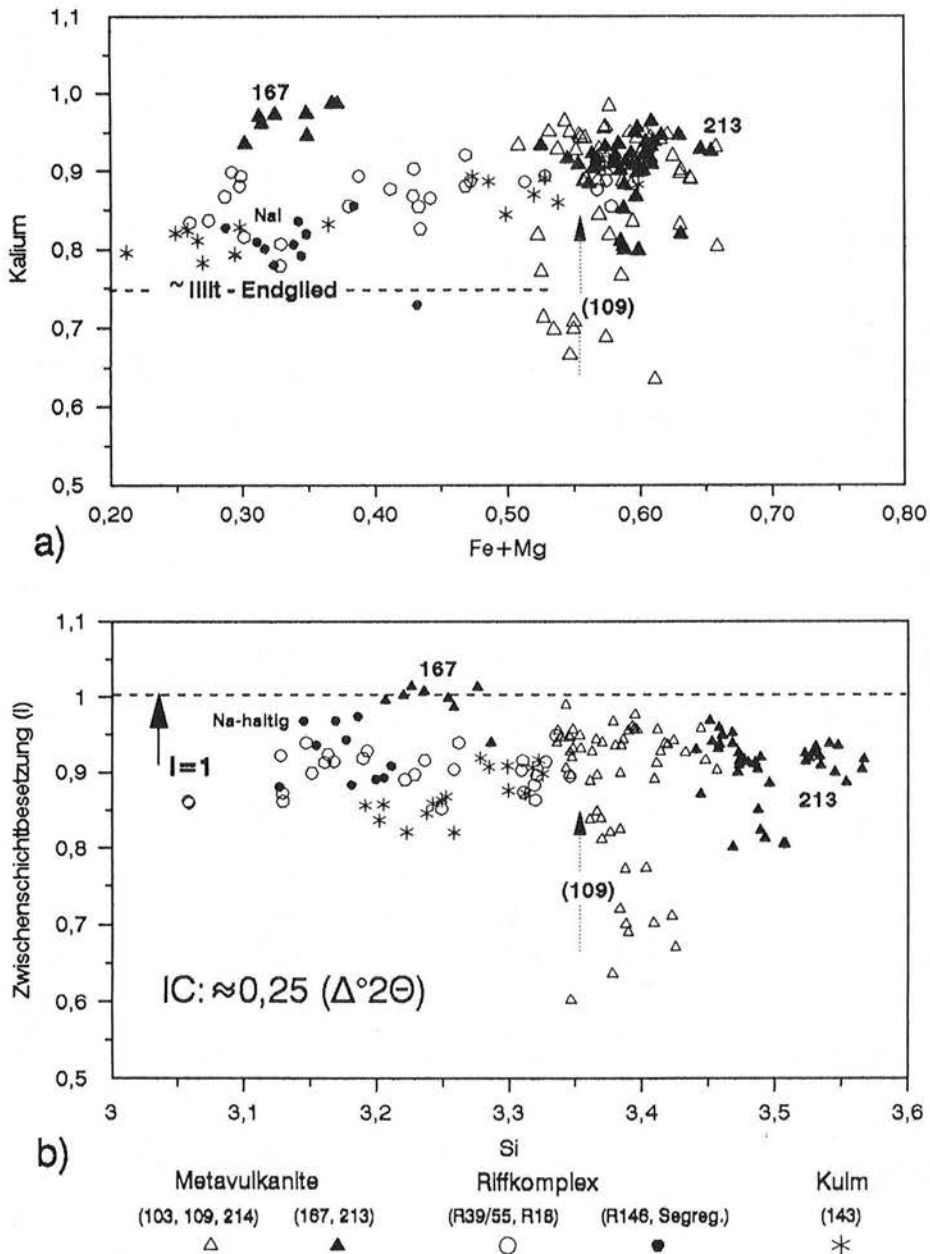 1,1
1,0
0,9
0,8
0,7
0,6
0,5
Kalium
167
213
Na!
~ Illit - Endglied
(109)
0,20 0,30 0,40 0,50 0,60 0,70 0,80
Fe+Mg
a)
1,1
1
0,9
0,8
0,7
0,6
0,5
Zwischenschichtbesetzung (I)
167
Na-haltig
I=1
213
(109)
IC: ≈0,25 (Δ°2Θ)
3 3,1 3,2 3,3 3,4 3,5 3,6
Si
b)
Metavulkanite Riffkomplex Kulm
(103, 109, 214) (167, 213) (R39/55, R18) (R146, Segreg.) (143)